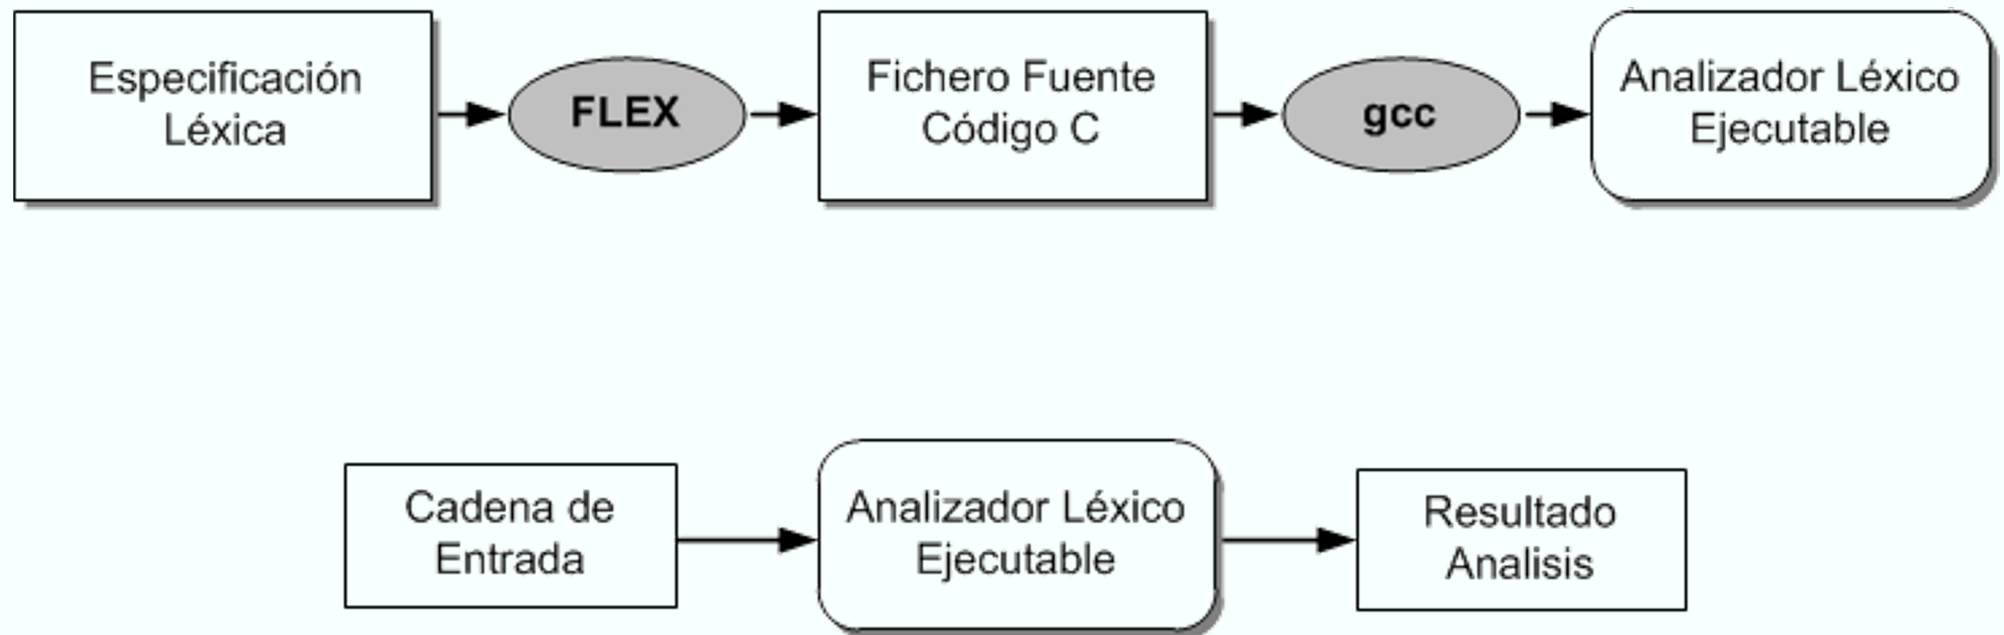 Especificación
Léxica
FLEX
Fichero Fuente
Código C
gcc
Analizador Léxico
Ejecutable
Cadena de
Entrada
Analizador Léxico
Ejecutable
Resultado
Analisis